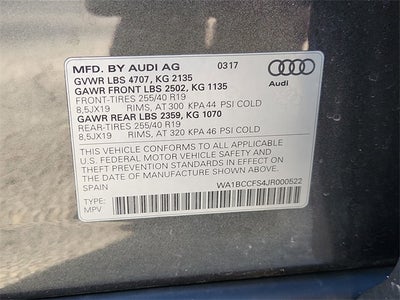 MFD. BY AUDI AG 03 17
GVWR LBS 4707, KG 2135
GAWR FRONT LBS 2502, KG 1135
FRONT-TIRES 255/40 R19
8,5JX19 RIMS, AT 300 KPA 44 PSI COLD
GAWR REAR LBS 2359, KG 1070
REAR-TIRES 255/40 R19
8,5JX19 RIMS, AT 320 KPA 46 PSI COLD
Audi
THIS VEHICLE CONFORMS TO ALL APPLICABLE
U.S. FEDERAL MOTOR VEHICLE SAFETY AND
THEFT PREVENTION STANDARDS IN EFFECT ON
THE DATE OF MANUFACTURE SHOWN ABOVE.
SPAIN WA1BCCFS4JR000522
TYPE:
MPV